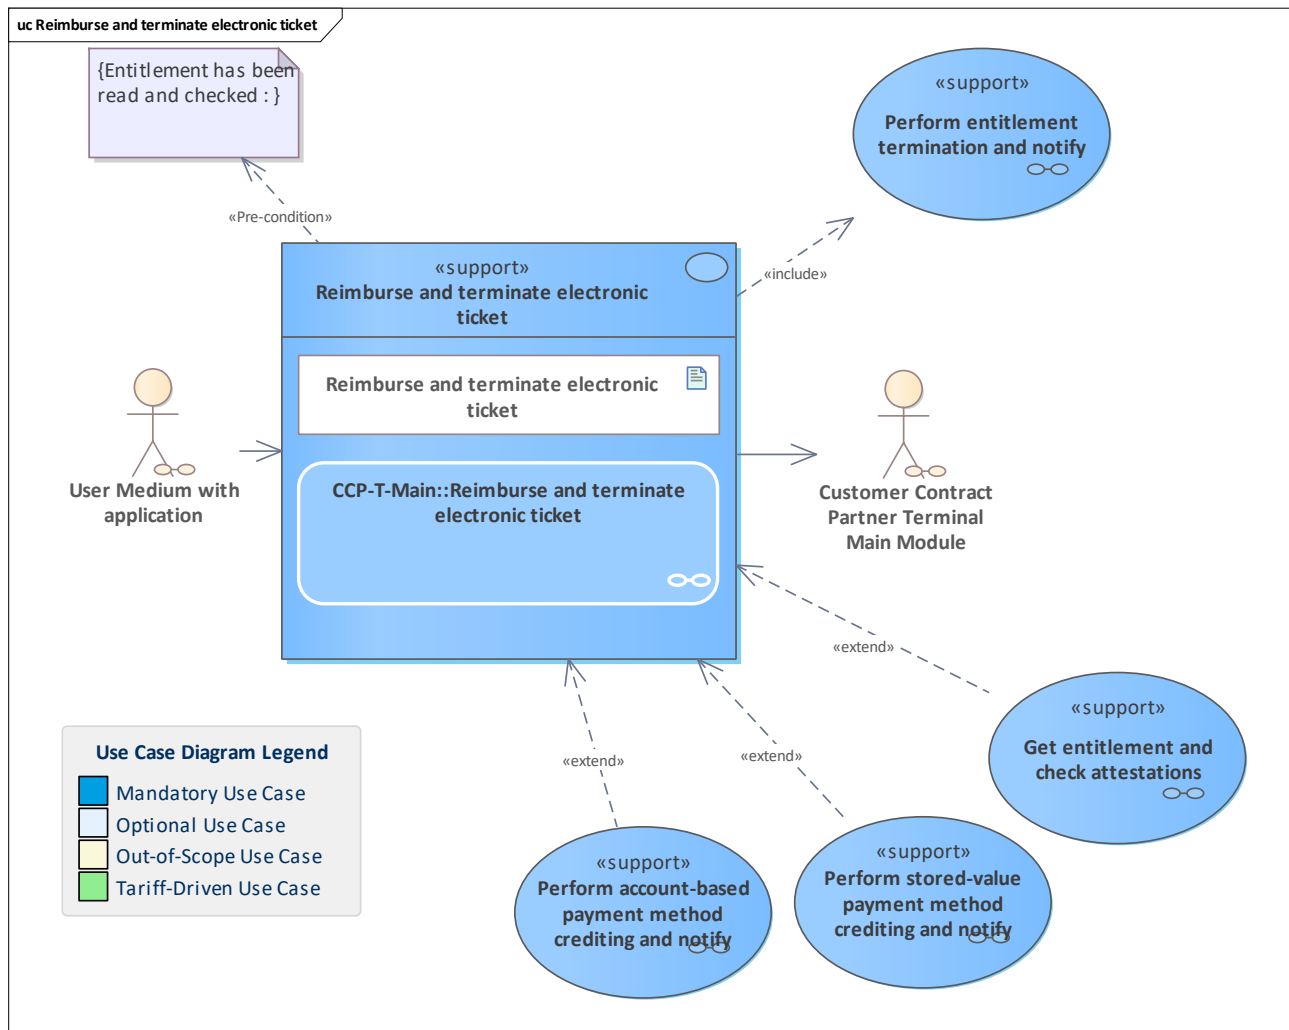 uc Reimburse and terminate electronic ticket
{Entitlement has been
read and checked : }
«support»
Perform entitlement
termination and notify
«Pre-condition»
«include»
«support»
Reimburse and terminate electronic
ticket
Reimburse and terminate electronic
ticket
CCP-T-Main::Reimburse and terminate
electronic ticket
User Medium with
application
Customer Contract
Partner Terminal
Main Module
«extend»
«extend»
«extend»
«support»
Get entitlement and
check attestations
Use Case Diagram Legend
Mandatory Use Case
Optional Use Case
Out-of-Scope Use Case
Tariff-Driven Use Case
«support»
Perform account-based
payment method
crediting and notify
«support»
Perform stored-value
payment method
crediting and notify